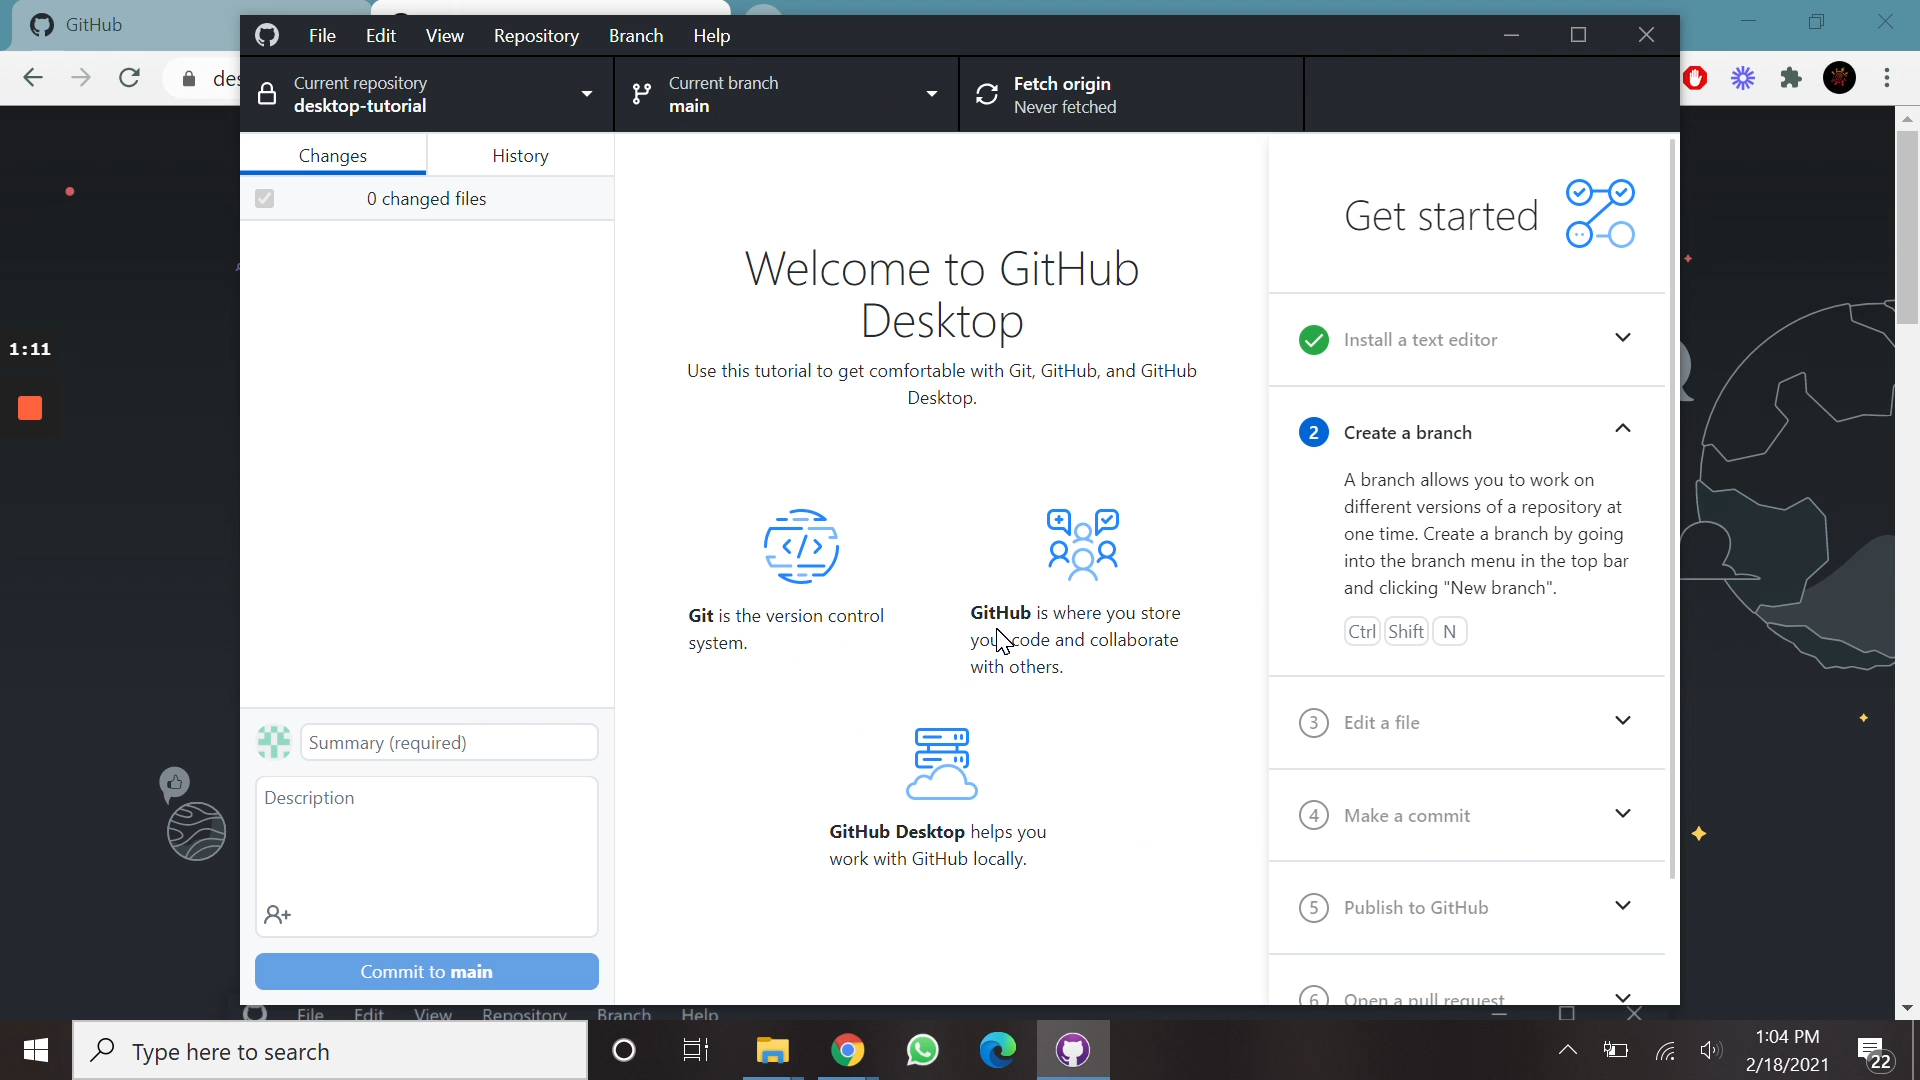 GitHub
des
1:11
File Edit View Repository Branch Help
Current repository
desktop-tutorial
Current branch
main
Fetch origin
Never fetched
Changes
History
0 changed files
Summary (required)
Description
Commit to main
Welcome to GitHub
Desktop
Use this tutorial to get comfortable with Git, GitHub, and GitHub
Desktop.
Git is the version control
system.
GitHub is where you store
your code and collaborate
with others.
GitHub Desktop helps you
work with GitHub locally.
Get started
Install a text editor
2 Create a branch
A branch allows you to work on
different versions of a repository at
one time. Create a branch by going
into the branch menu in the top bar
and clicking "New branch".
Ctrl Shift N
3 Edit a file
4 Make a commit
5 Publish to GitHub
6 Open a pull request
File Edit View Repository Branch Help
Type here to search
1:04 PM
2/18/2021
22